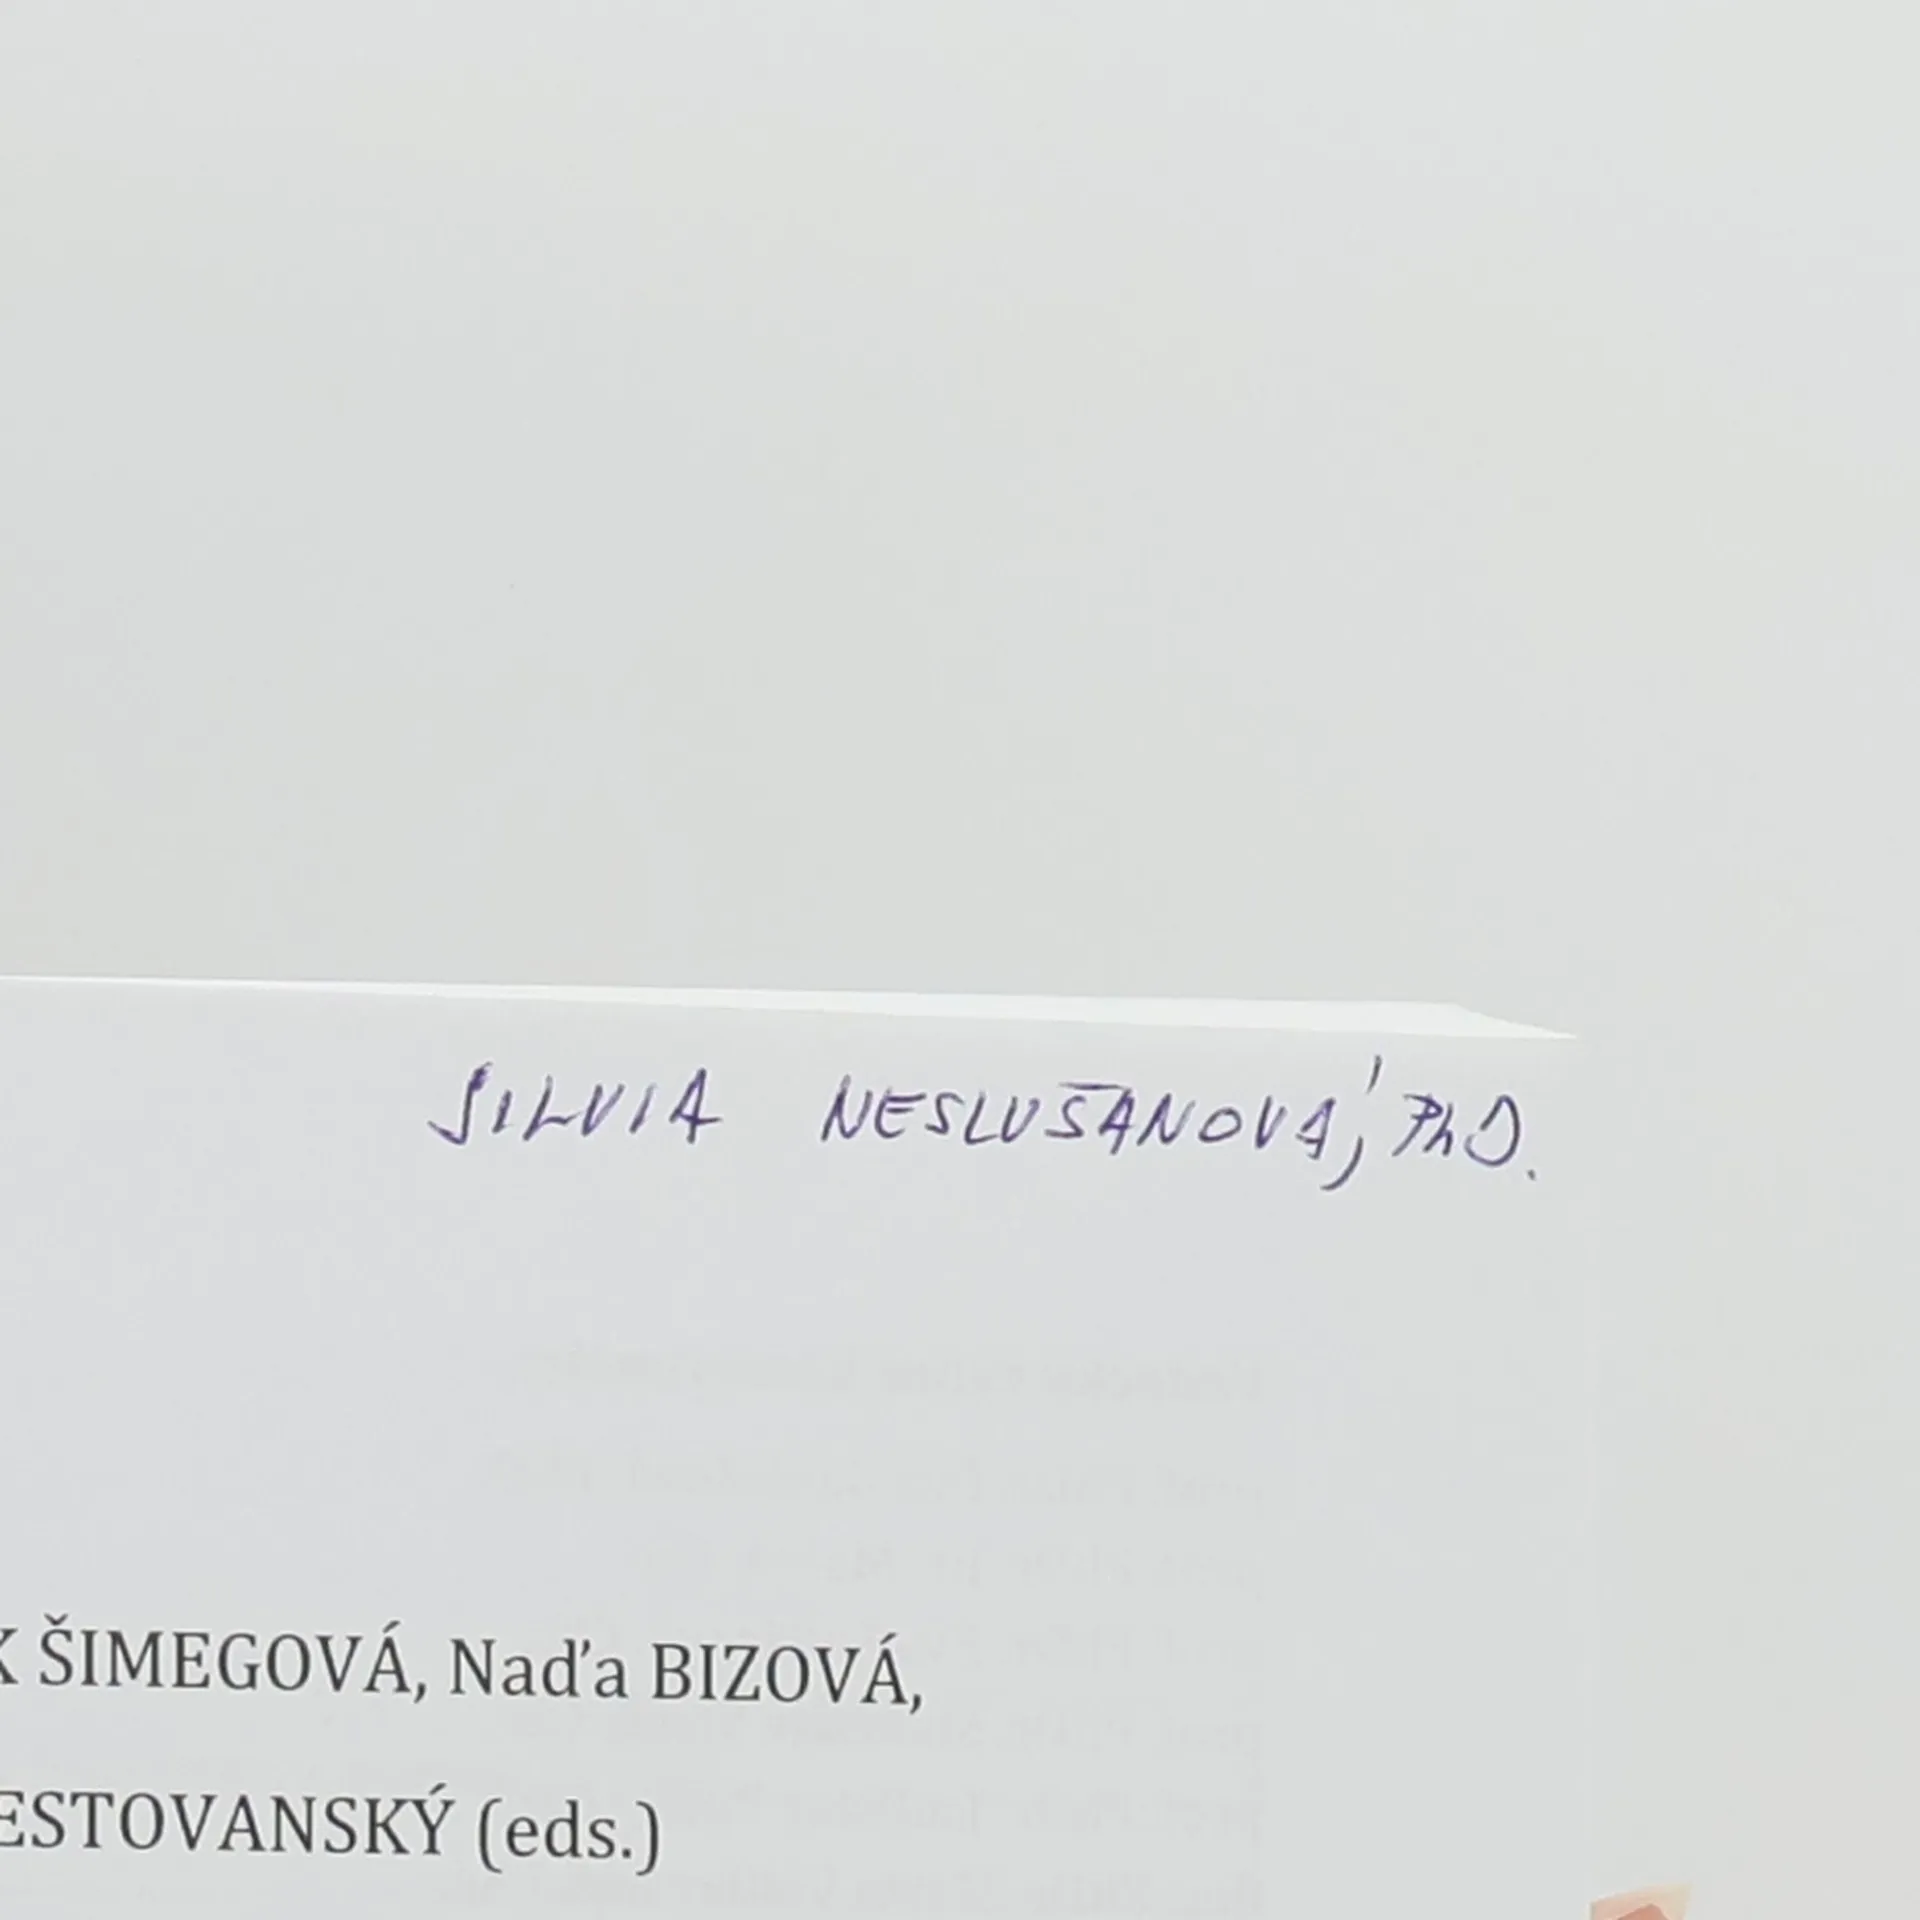 SILVIA NESLUŠANOVÁ, PhD.
K ŠIMEGOVÁ, Naďa BIZOVÁ,
ESTOVANSKÝ (eds.)